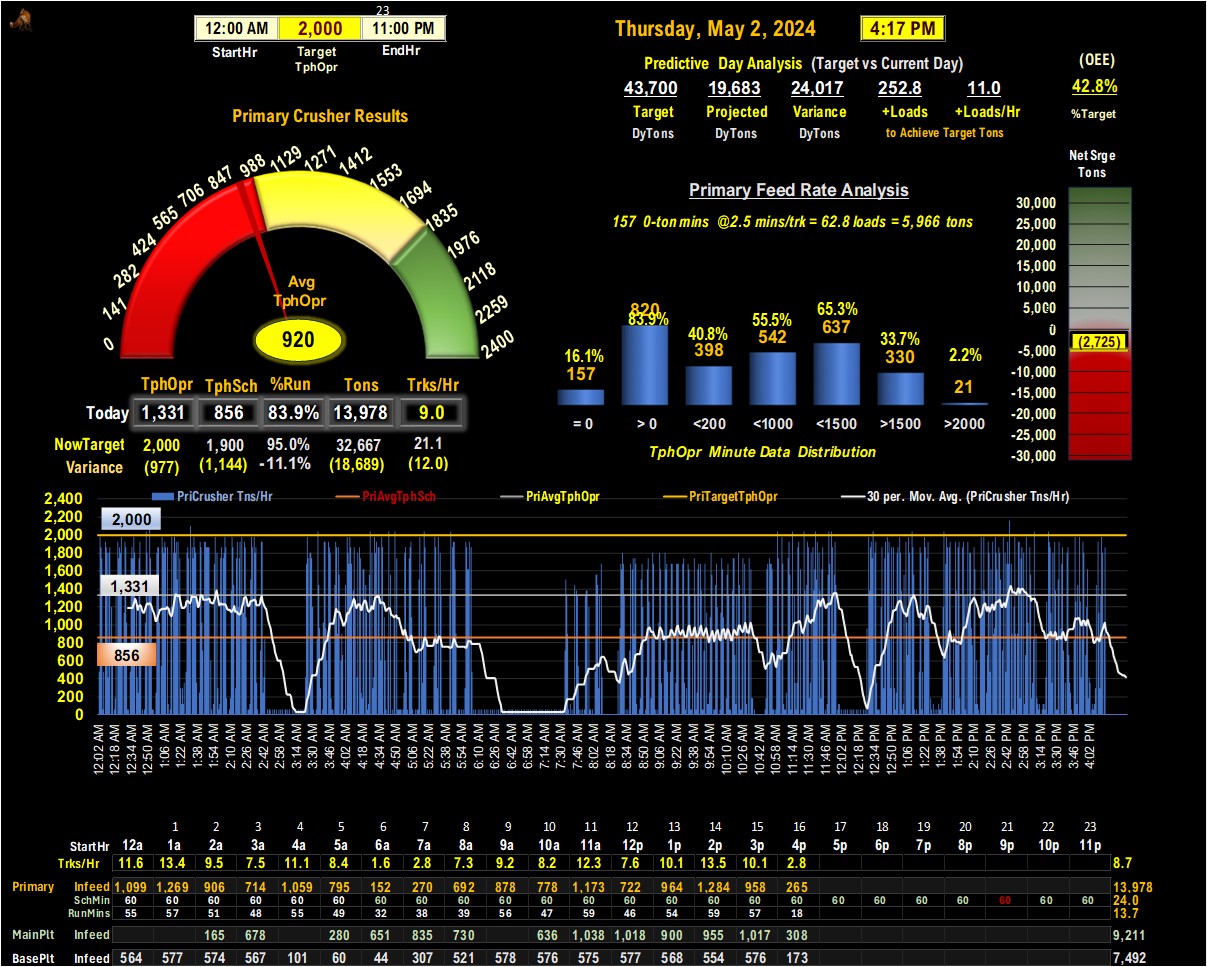 23
12:00 AM 2,000 11:00 PM
StartHr Target TphOpr EndHr
Thursday, May 2, 2024 4:17 PM
Predictive Day Analysis (Target vs Current Day)
43,700 19,683 24,017 252.8 11.0
Target Projected Variance +Loads +Loads/Hr
DyTons DyTons DyTons to Achieve Target Tons
(OEE)
42.8%
%Target
Primary Crusher Results
0 141 282 424 565 706 847 988 1129 1271 1412 1553 1694 1835 1976 2118 2259 2400
Avg
TphOpr
920
TphOpr TphSch %Run Tons Trks/Hr
Today 1,331 856 83.9% 13,978 9.0
NowTarget 2,000 1,900 95.0% 32,667 21.1
Variance (977) (1,144) -11.1% (18,689) (12.0)
Primary Feed Rate Analysis
157 0-ton mins @2.5 mins/trk = 62.8 loads = 5,966 tons
16.1% 83.9% 40.8% 55.5% 65.3% 33.7% 2.2%
157 820 398 542 637 330 21
= 0 > 0 <200 <1000 <1500 >1500 >2000
TphOpr Minute Data Distribution
Net Srge
Tons
30,000
25,000
20,000
15,000
10,000
5,000
0
(2,725)
-5,000
-10,000
-15,000
-20,000
-25,000
-30,000
PriCrusher Tns/Hr PriAvgTphSch PriAvgTphOpr PriTargetTphOpr 30 per. Mov. Avg. (PriCrusher Tns/Hr)
2,400
2,200
2,000
1,800
1,600
1,400
1,200
1,000
800
600
400
200
0
2,000
1,331
856
12:02 AM 12:18 AM 12:34 AM 12:50 AM 1:06 AM 1:22 AM 1:38 AM 1:54 AM 2:10 AM 2:26 AM 2:42 AM 2:58 AM 3:14 AM 3:30 AM 3:46 AM 4:02 AM 4:18 AM 4:34 AM 4:50 AM 5:06 AM 5:22 AM 5:38 AM 5:54 AM 6:10 AM 6:26 AM 6:42 AM 6:58 AM 7:14 AM 7:30 AM 7:46 AM 8:02 AM 8:18 AM 8:34 AM 8:50 AM 9:06 AM 9:22 AM 9:38 AM 9:54 AM 10:10 AM 10:26 AM 10:42 AM 10:58 AM 11:14 AM 11:30 AM 11:46 AM 12:02 PM 12:18 PM 12:34 PM 12:50 PM 1:06 PM 1:22 PM 1:38 PM 1:54 PM 2:10 PM 2:26 PM 2:42 PM 2:58 PM 3:14 PM 3:30 PM 3:46 PM 4:02 PM
1 2 3 4 5 6 7 8 9 10 11 12 13 14 15 16 17 18 19 20 21 22 23
StartHr 12a 1a 2a 3a 4a 5a 6a 7a 8a 9a 10a 11a 12p 1p 2p 3p 4p 5p 6p 7p 8p 9p 10p 11p
Trks/Hr 11.6 13.4 9.5 7.5 11.1 8.4 1.6 2.8 7.3 9.2 8.2 12.3 7.6 10.1 13.5 10.1 2.8 8.7
Primary Infeed 1,099 1,269 906 714 1,059 795 152 270 692 878 778 1,173 722 964 1,284 958 265 13,978
SchMin 60 60 60 60 60 60 60 60 60 60 60 60 60 60 60 60 60 60 60 60 60 60 60 60 24.0
RunMins 55 57 51 48 55 49 32 38 39 56 47 59 46 54 59 57 18 13.7
MainPlt Infeed 165 678 280 651 835 730 636 1,038 1,018 900 955 1,017 308 9,211
BasePlt Infeed 564 577 574 567 101 60 44 307 521 578 576 575 577 568 554 576 173 7,492